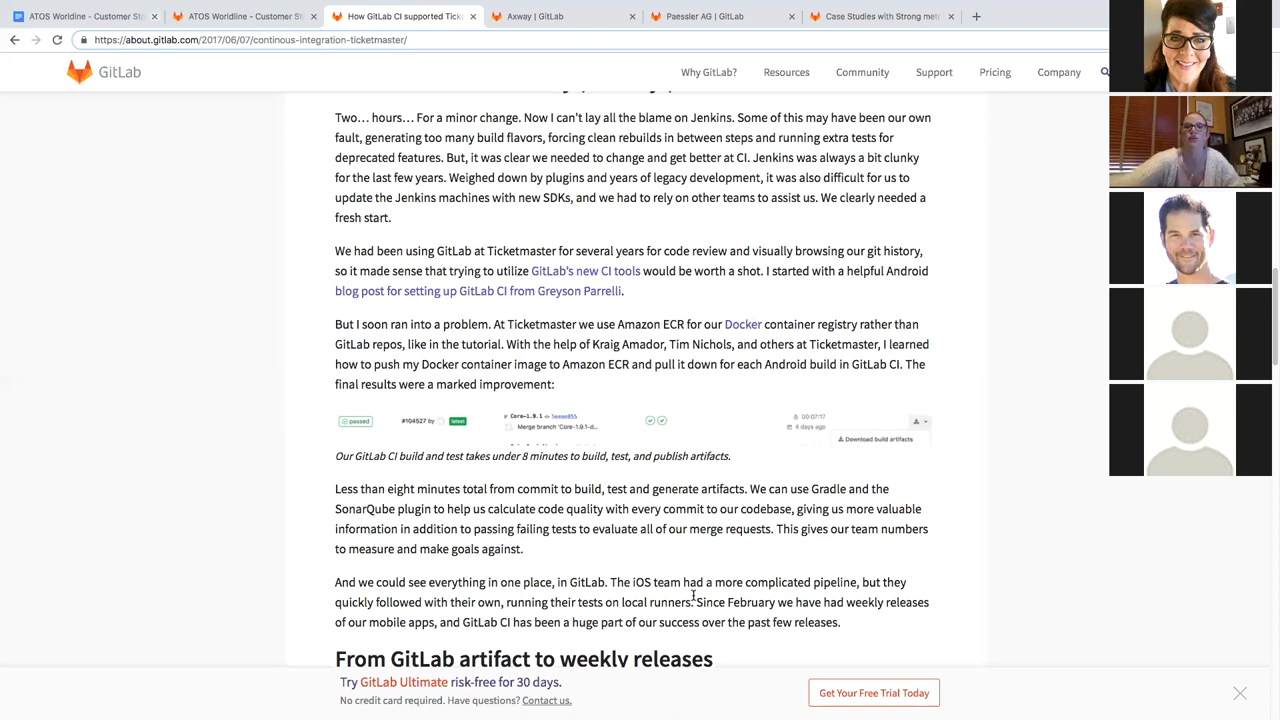 ATOS Worldline - Customer St
ATOS Worldline - Customer St
How GitLab CI supported Tick
Axway | GitLab
Paessler AG | GitLab
Case Studies with Strong met
https://about.gitlab.com/2017/06/07/continous-integration-ticketmaster/
GitLab
Why GitLab?
Resources
Community
Support
Pricing
Company
Two… hours… For a minor change. Now I can't lay all the blame on Jenkins. Some of this may have been our own
fault, generating too many build flavors, forcing clean rebuilds in between steps and running extra tests for
deprecated features. But, it was clear we needed to change and get better at CI. Jenkins was always a bit clunky
for the last few years. Weighed down by plugins and years of legacy development, it was also difficult for us to
update the Jenkins machines with new SDKs, and we had to rely on other teams to assist us. We clearly needed a
fresh start.
We had been using GitLab at Ticketmaster for several years for code review and visually browsing our git history,
so it made sense that trying to utilize GitLab's new CI tools would be worth a shot. I started with a helpful Android
blog post for setting up GitLab CI from Greyson Parrelli.
But I soon ran into a problem. At Ticketmaster we use Amazon ECR for our Docker container registry rather than
GitLab repos, like in the tutorial. With the help of Kraig Amador, Tim Nichols, and others at Ticketmaster, I learned
how to push my Docker container image to Amazon ECR and pull it down for each Android build in GitLab CI. The
final results were a marked improvement:
passed
#104527 by
latest
Core-1.9.1
5emae855
Merge branch 'Core-1.9.1-d…
00:07:17
4 days ago
Download build artifacts
Our GitLab CI build and test takes under 8 minutes to build, test, and publish artifacts.
Less than eight minutes total from commit to build, test and generate artifacts. We can use Gradle and the
SonarQube plugin to help us calculate code quality with every commit to our codebase, giving us more valuable
information in addition to passing failing tests to evaluate all of our merge requests. This gives our team numbers
to measure and make goals against.
And we could see everything in one place, in GitLab. The iOS team had a more complicated pipeline, but they
quickly followed with their own, running their tests on local runners. Since February we have had weekly releases
of our mobile apps, and GitLab CI has been a huge part of our success over the past few releases.
From GitLab artifact to weekly releases
Try GitLab Ultimate risk-free for 30 days.
No credit card required. Have questions? Contact us.
Get Your Free Trial Today